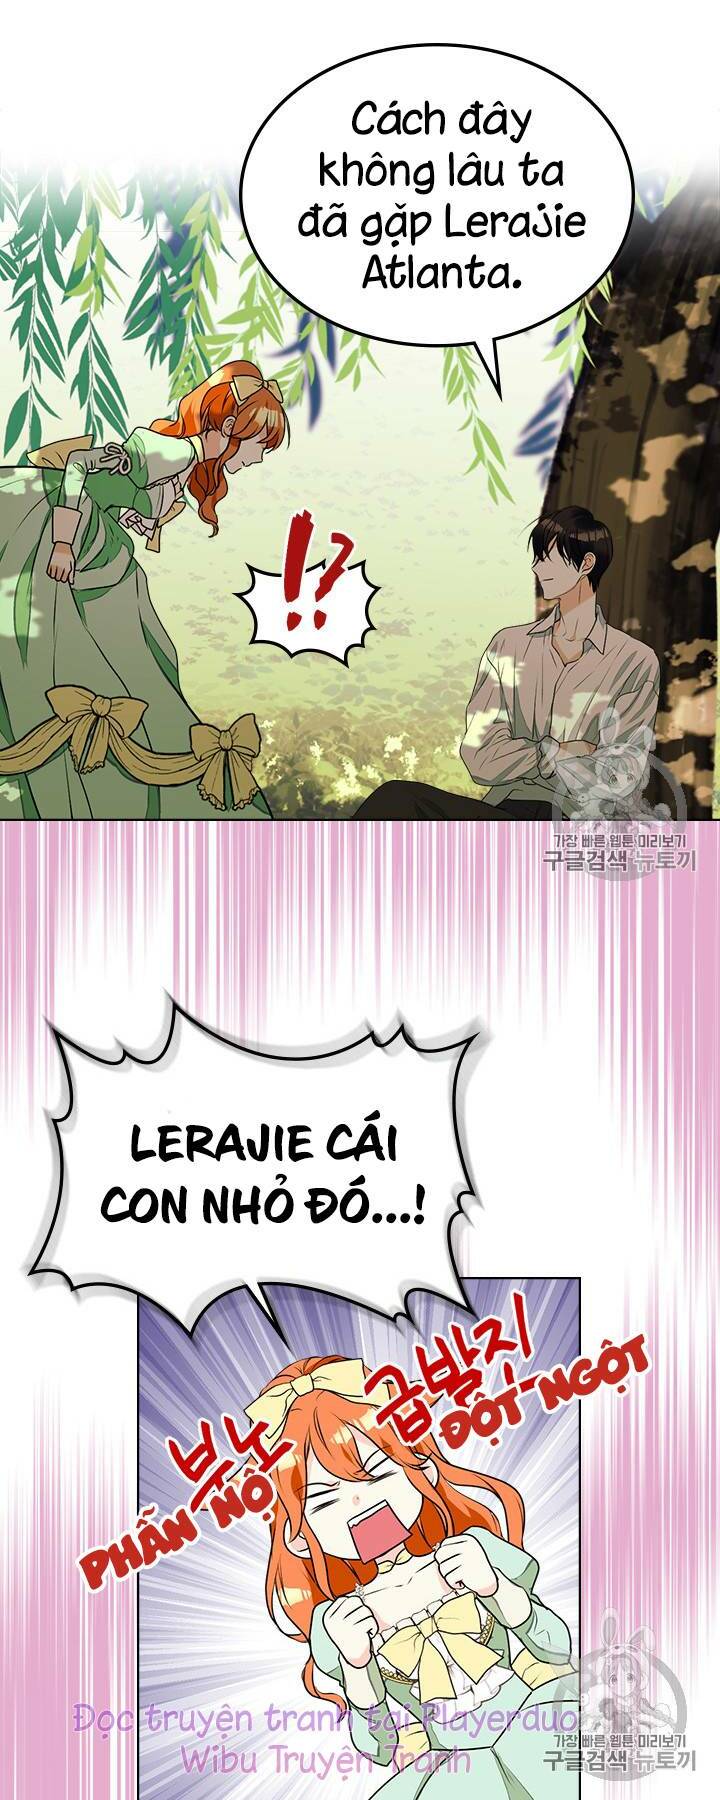 Cách đây
không lâu ta
đã gặp Lerajie
Atlanta.
!?
가장 빠른 웹툰 미리보기
구글검색 뉴토끼
LERAJIE CÁI
CON NHỎ ĐÓ...!
급발진
ĐỘT NGỘT
분노
PHẪN NỘ
Đọc truyện tranh tại Playerduo
Wibu Truyện Tranh
가장 빠른 웹툰 미리보기
구글검색 뉴토끼